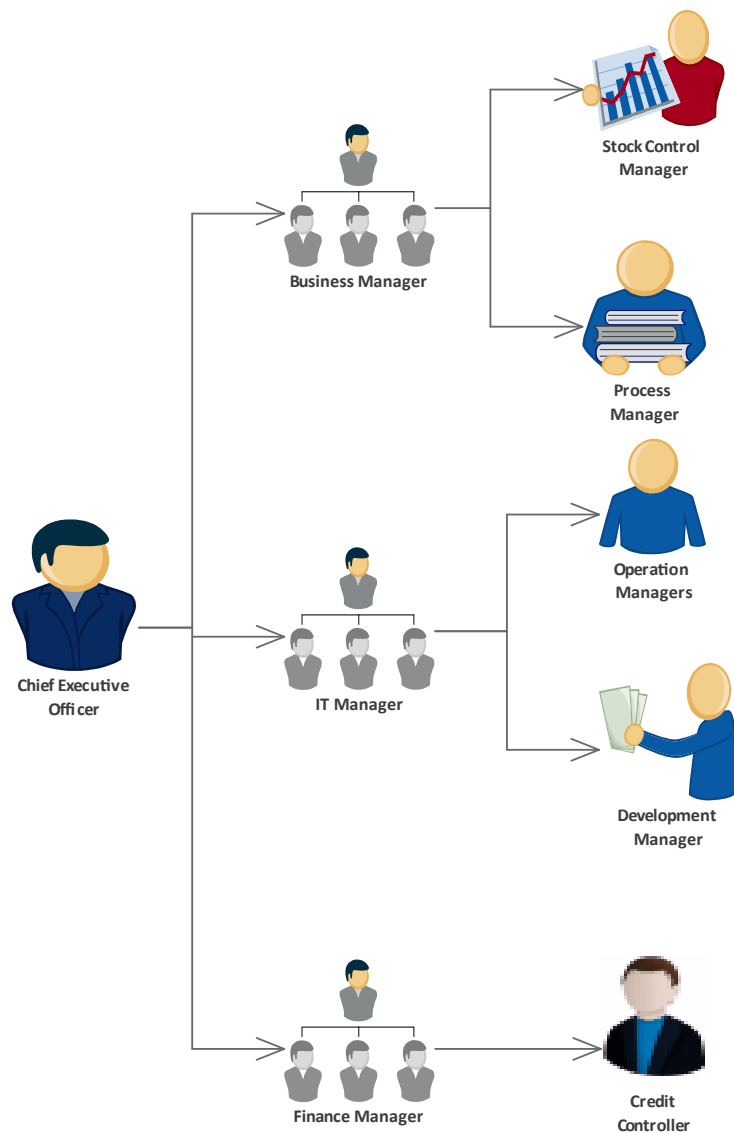 Stock Control
Manager
Business Manager
Process
Manager
Operation
Managers
Chief Executive
Officer
IT Manager
Development
Manager
Finance Manager
Credit
Controller